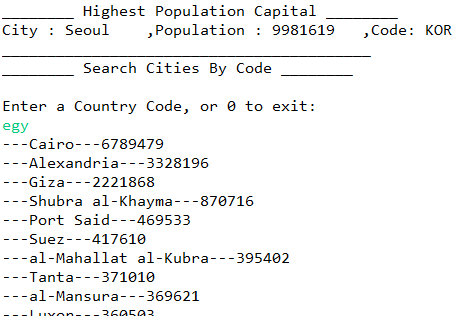 ________ Highest Population Capital ________
City : Seoul    ,Population : 9981619   ,Code: KOR
_________________________________________
________ Search Cities By Code ________
Enter a Country Code, or 0 to exit:
egy
---Cairo---6789479
---Alexandria---3328196
---Giza---2221868
---Shubra al-Khayma---870716
---Port Said---469533
---Suez---417610
---al-Mahallat al-Kubra---395402
---Tanta---371010
---al-Mansura---369621
---Luxor---360503